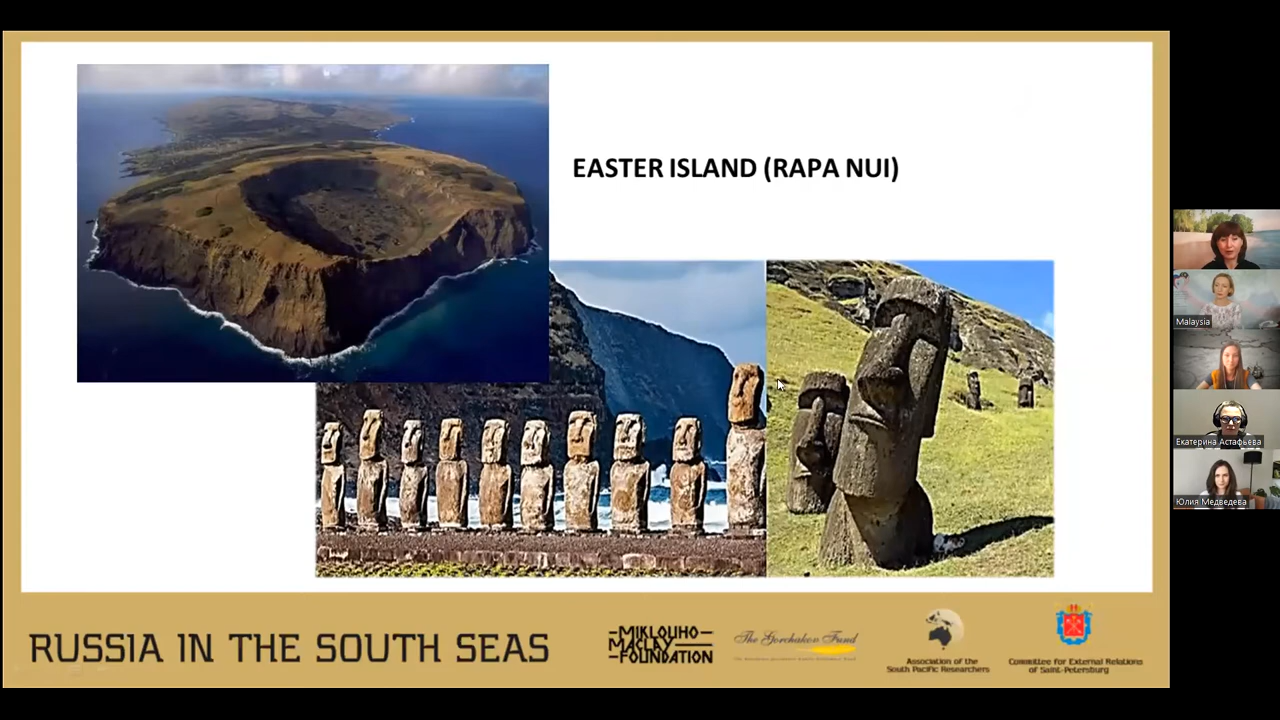 EASTER ISLAND (RAPA NUI)
Malaysia
Екатерина Астафьева
Юлия Медведева
RUSSIA IN THE SOUTH SEAS
–MIKLOUHO–
MACLAY
–FOUNDATION
The Gorchakov Fund
Association of the
South Pacific Researchers
Committee for External Relations
of Saint-Petersburg